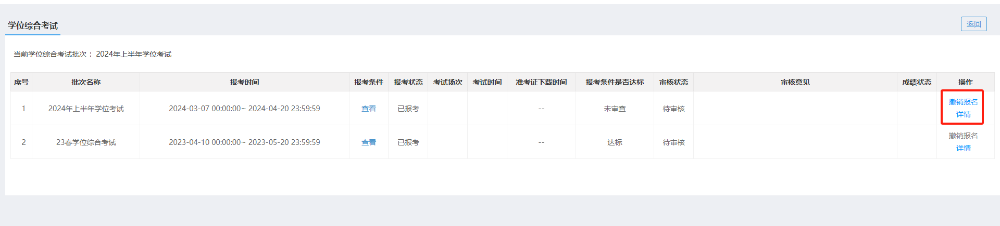 学位综合考试
返回
当前学位综合考试批次 ：2024年上半年学位考试
序号 批次名称 报考时间 报考条件 报考状态 考试场次 考试时间 准考证下载时间 报考条件是否达标 审核状态 审核意见 成绩状态 操作
1 2024年上半年学位考试 2024-03-07 00:00:00~ 2024-04-20 23:59:59 查看 已报考 -- 未审查 待审核 撤销报名
详情
2 23春学位综合考试 2023-04-10 00:00:00~ 2023-05-20 23:59:59 查看 已报考 -- 达标 待审核 撤销报名
详情